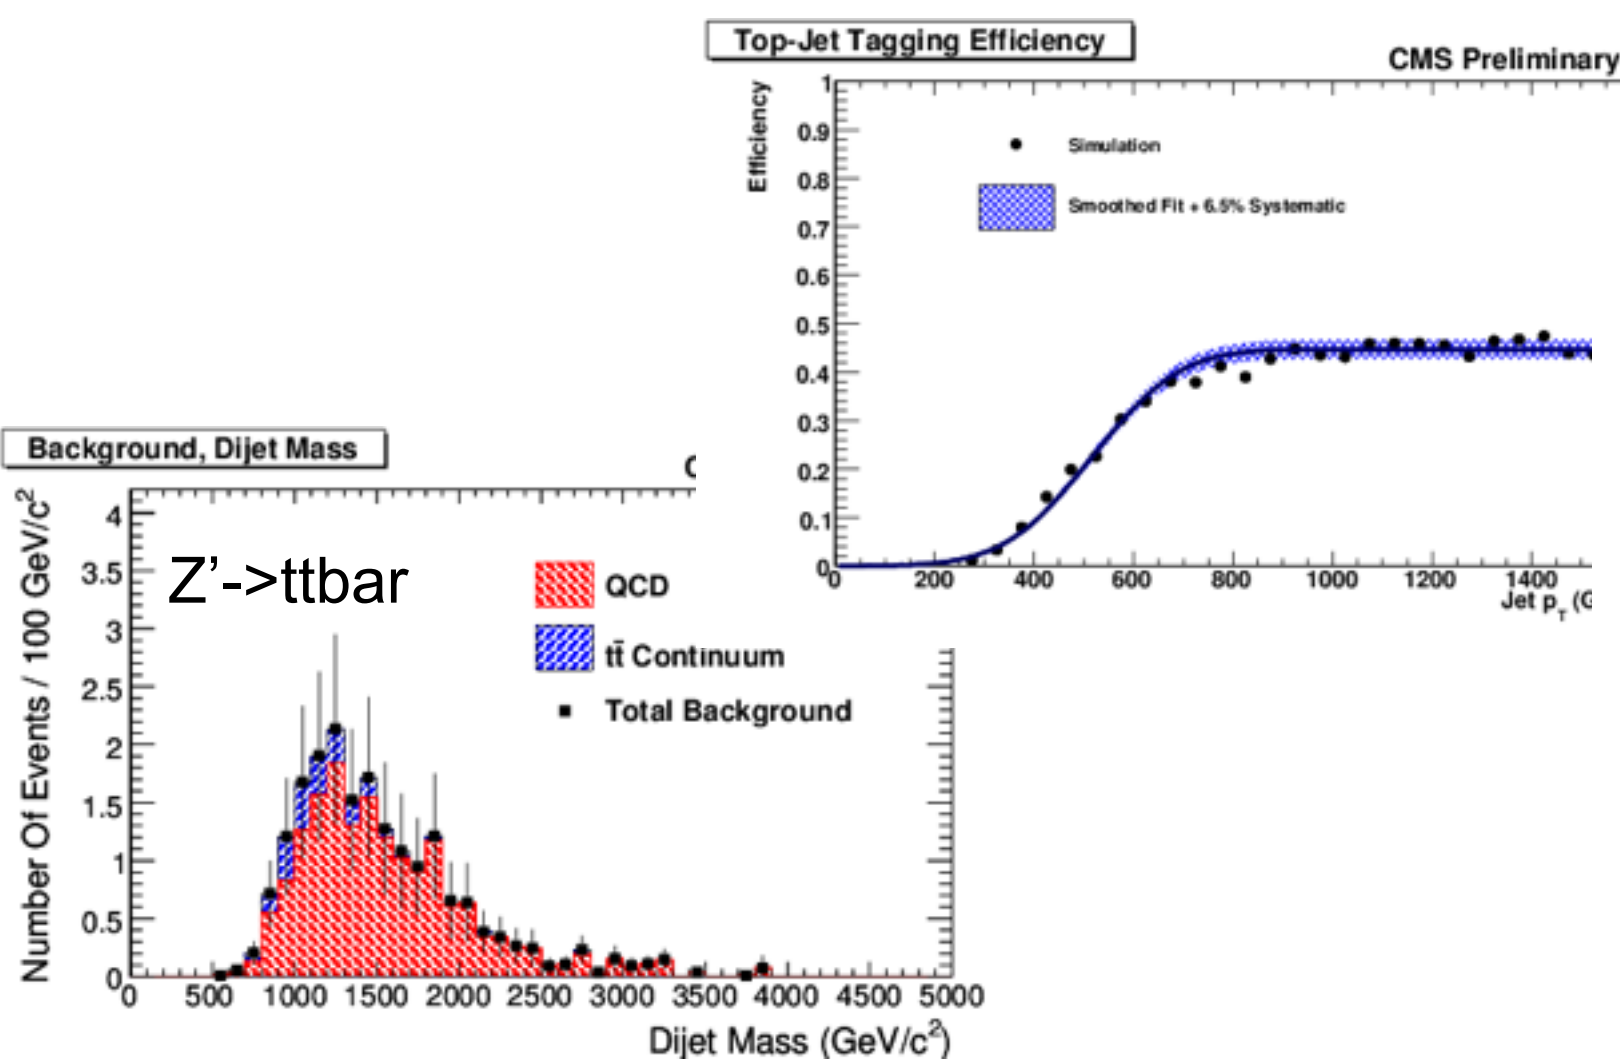 Top-Jet Tagging Efficiency
CMS Preliminary
Efficiency
1
0.9
0.8
0.7
0.6
0.5
0.4
0.3
0.2
0.1
0
Simulation
Smoothed Fit + 6.5% Systematic
200 400 600 800 1000 1200 1400
Jet p_T (G
Background, Dijet Mass
Number Of Events / 100 GeV/c²
4
3.5
3
2.5
2
1.5
1
0.5
0
Z'->ttbar
QCD
tt̄ Continuum
Total Background
0 500 1000 1500 2000 2500 3000 3500 4000 4500 5000
Dijet Mass (GeV/c²)